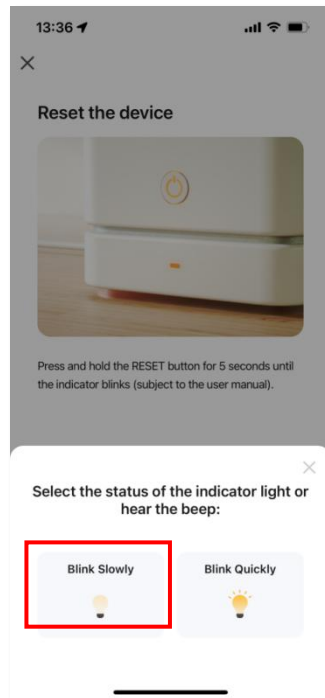 13:36
Reset the device
Press and hold the RESET button for 5 seconds until
the indicator blinks (subject to the user manual).
Select the status of the indicator light or
hear the beep:
Blink Slowly
Blink Quickly